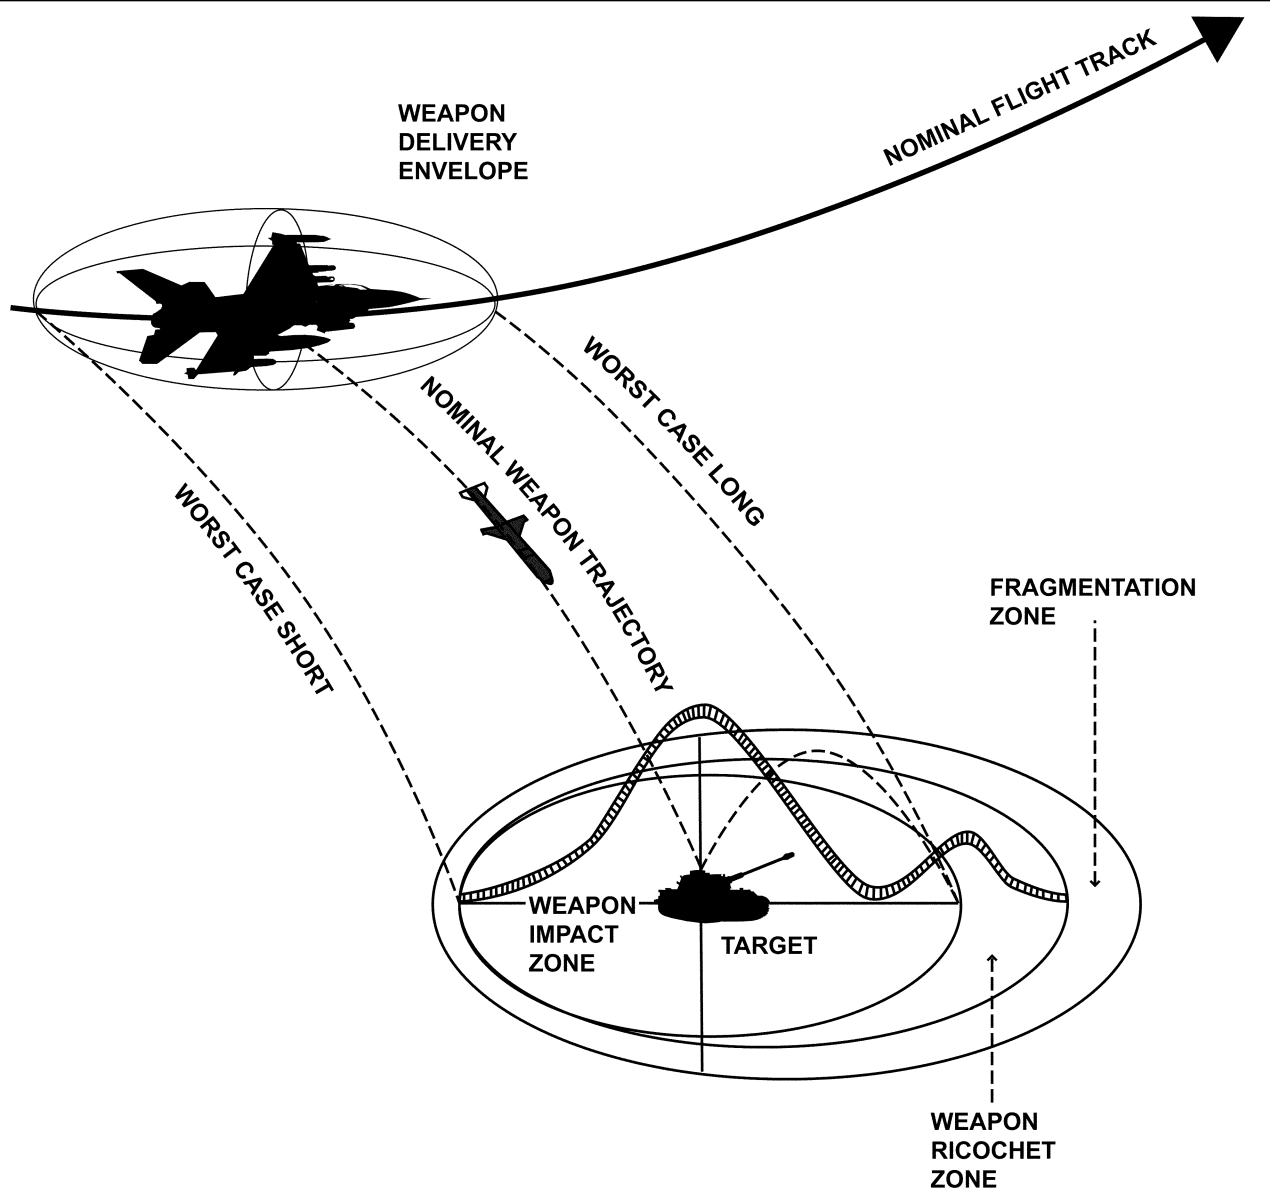 NOMINAL FLIGHT TRACK
WEAPON
DELIVERY
ENVELOPE
WORST CASE LONG
NOMINAL WEAPON TRAJECTORY
WORST CASE SHORT
FRAGMENTATION
ZONE
WEAPON
IMPACT
ZONE
TARGET
WEAPON
RICOCHET
ZONE